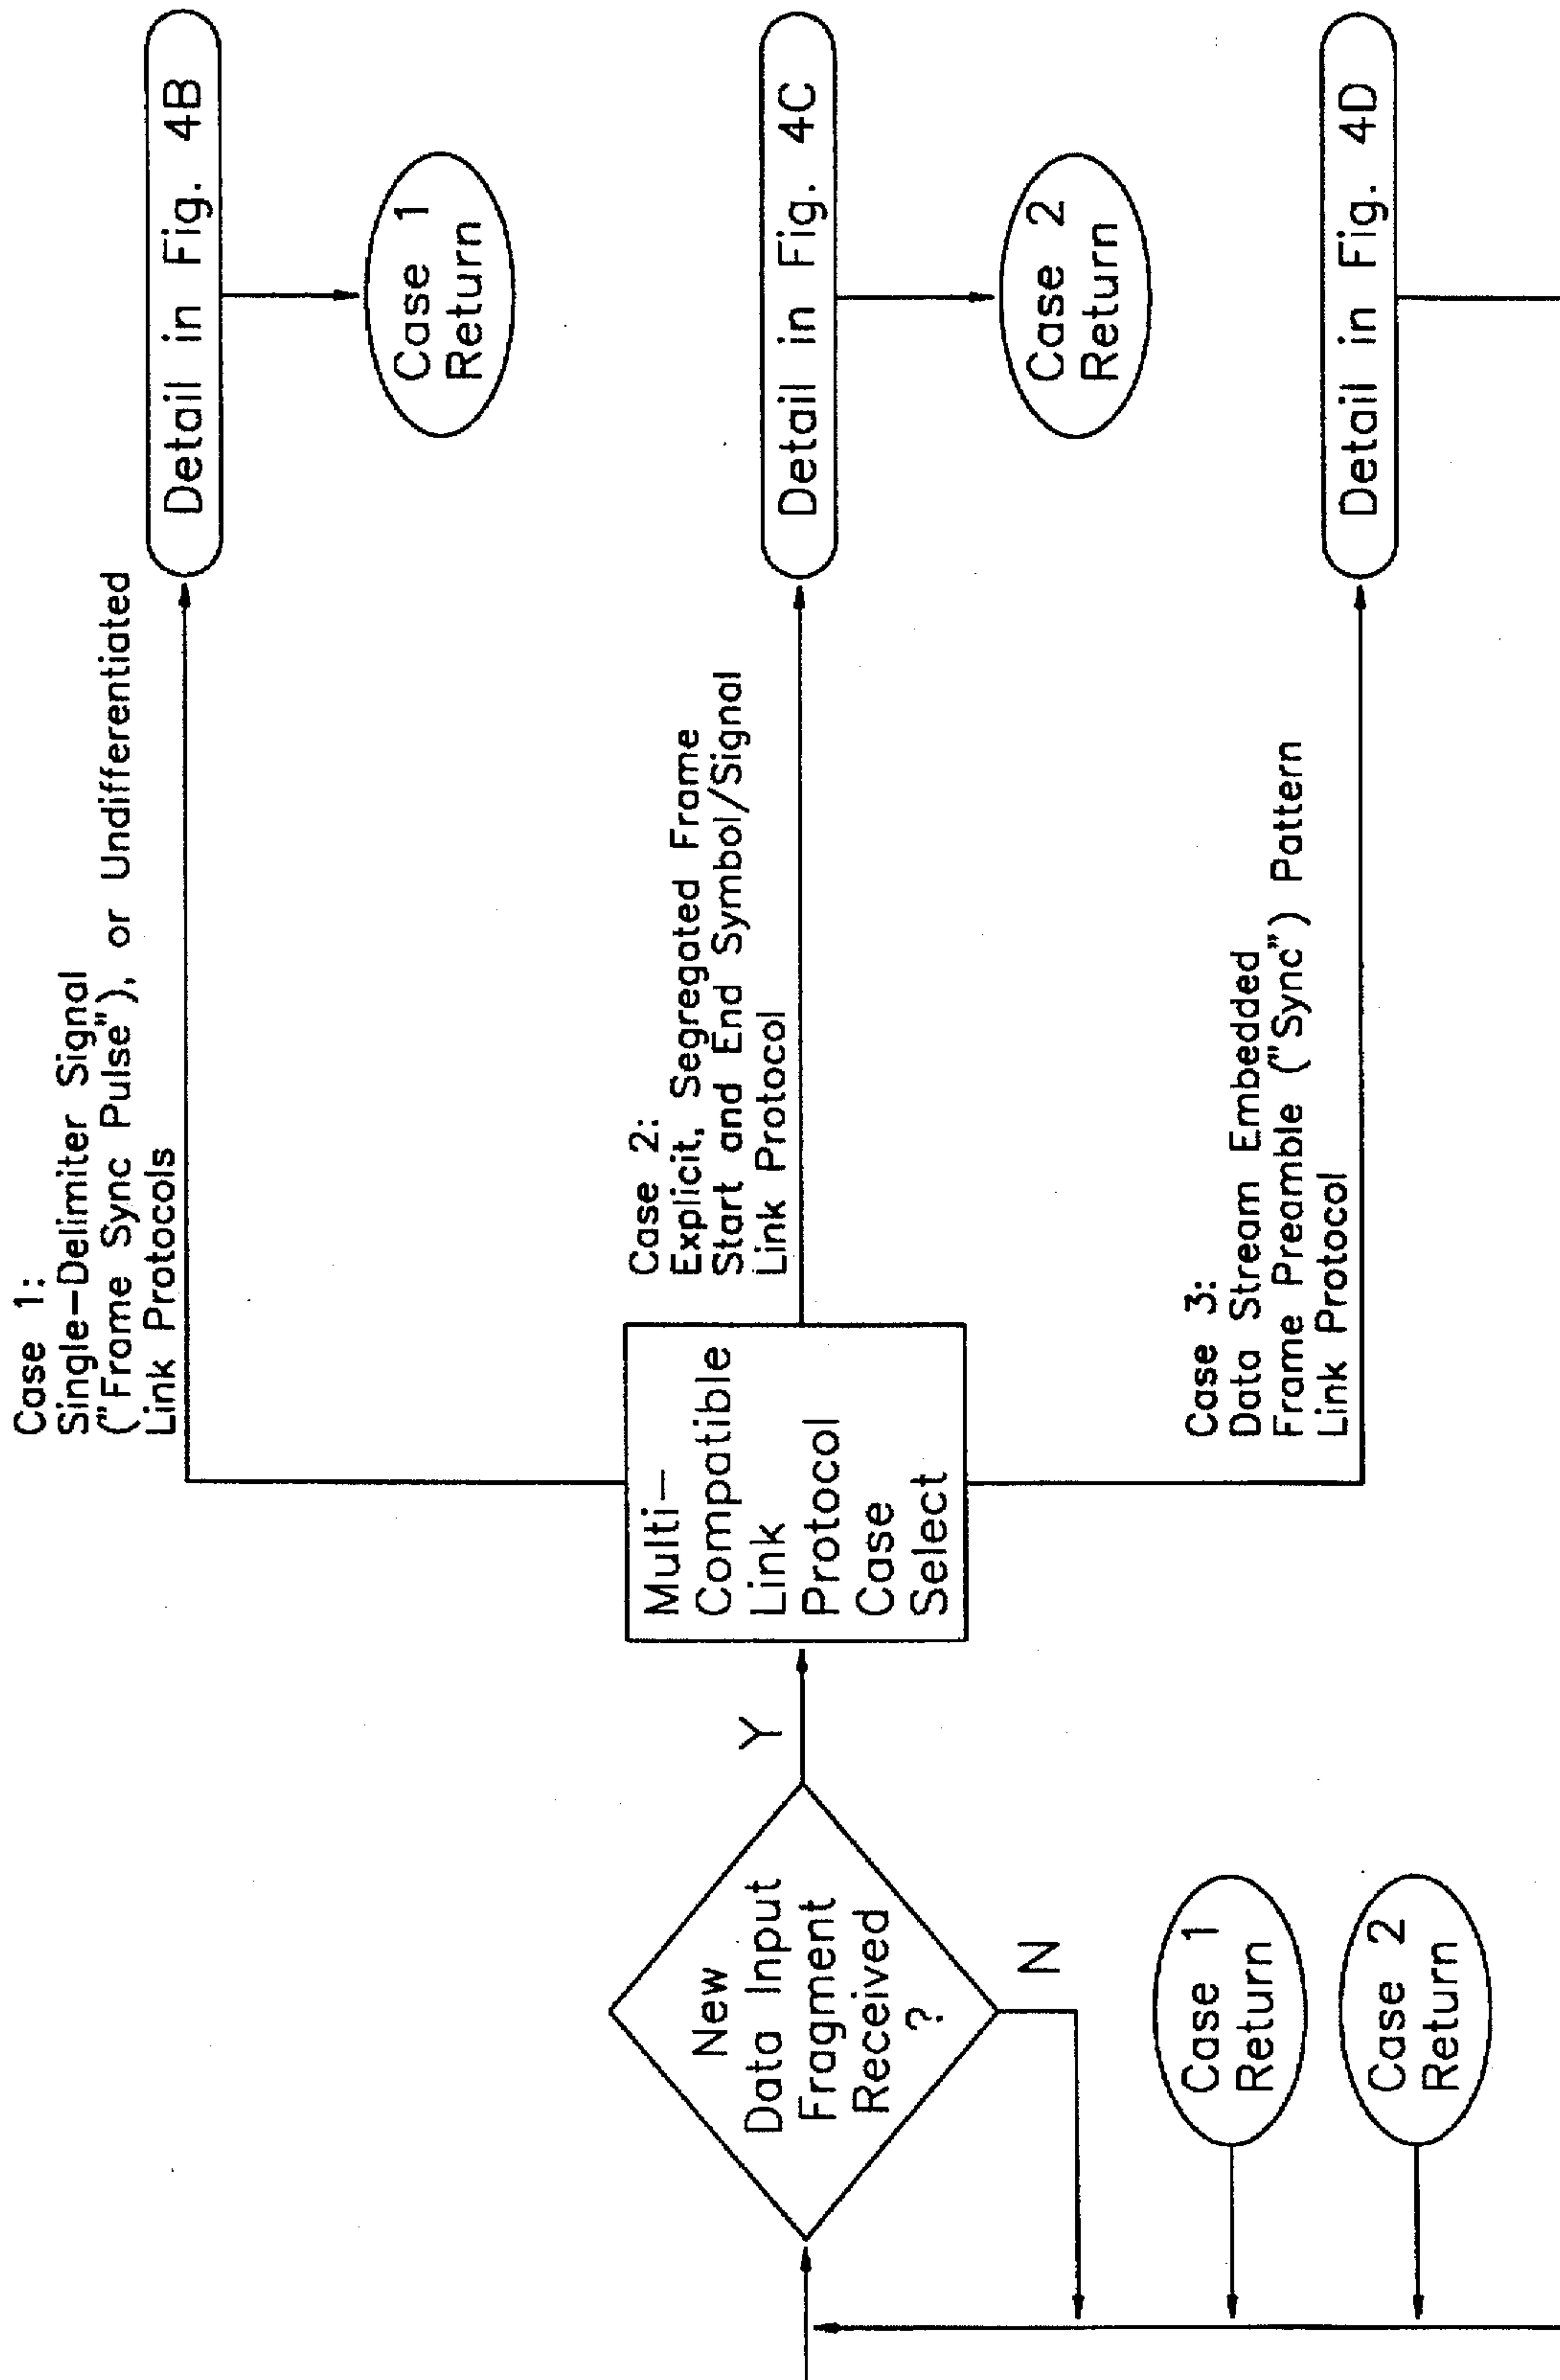 New
Data Input
Fragment
Received
?
Y
N
Case 1
Return
Case 2
Return
Multi-
Compatible
Link
Protocol
Case
Select
Case 1:
Single-Delimiter Signal
("Frame Sync Pulse"), or Undifferentiated
Link Protocols
Detail in Fig. 4B
Case 1
Return
Case 2:
Explicit, Segregated Frame
Start and End Symbol/Signal
Link Protocol
Detail in Fig. 4C
Case 2
Return
Case 3:
Data Stream Embedded
Frame Preamble ("Sync") Pattern
Link Protocol
Detail in Fig. 4D